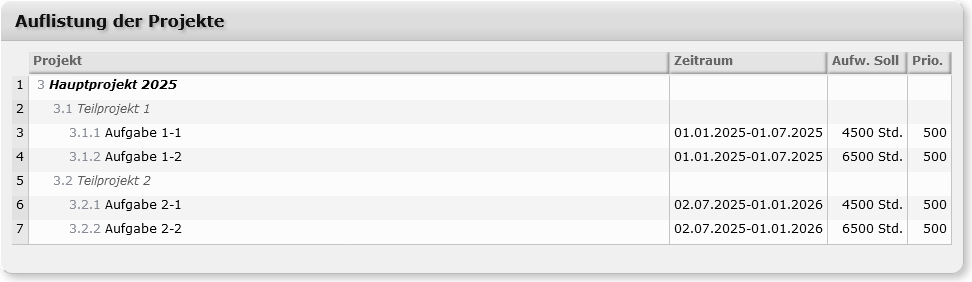 Auflistung der Projekte
Projekt Zeitraum Aufw. Soll Prio.
1 3 Hauptprojekt 2025
2 3.1 Teilprojekt 1
3 3.1.1 Aufgabe 1-1 01.01.2025-01.07.2025 4500 Std. 500
4 3.1.2 Aufgabe 1-2 01.01.2025-01.07.2025 6500 Std. 500
5 3.2 Teilprojekt 2
6 3.2.1 Aufgabe 2-1 02.07.2025-01.01.2026 4500 Std. 500
7 3.2.2 Aufgabe 2-2 02.07.2025-01.01.2026 6500 Std. 500